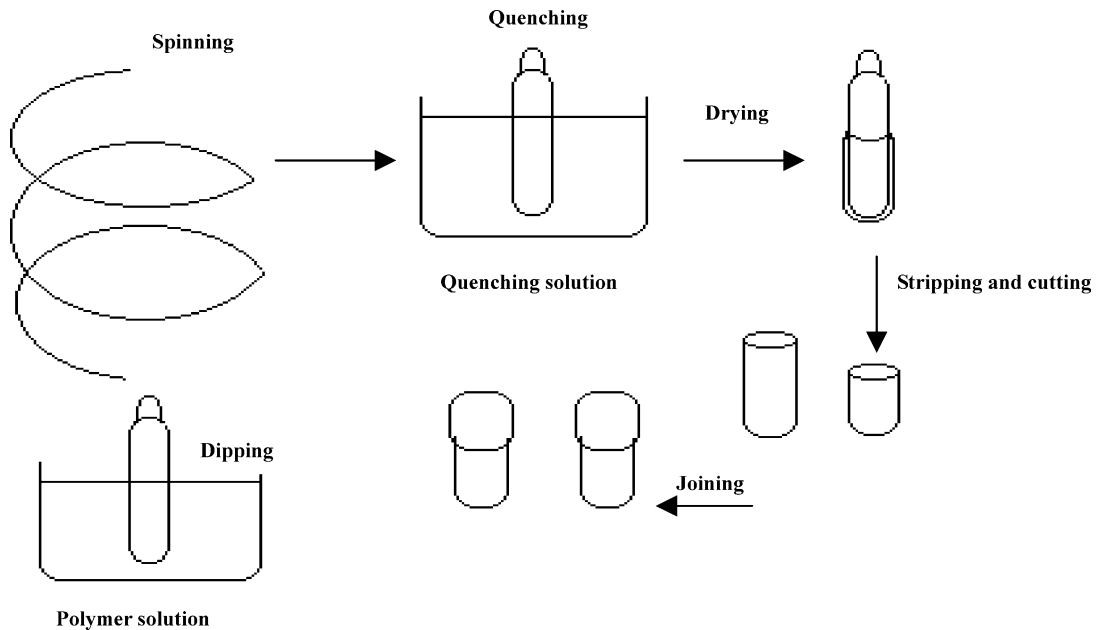 Quenching
Spinning
Drying
Quenching solution
Stripping and cutting
Dipping
Joining
Polymer solution